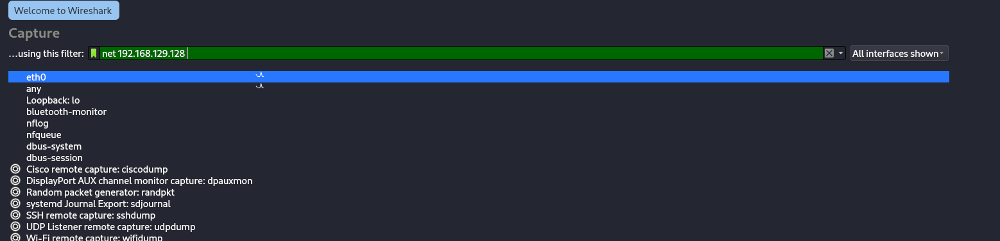 Welcome to Wireshark
Capture
...using this filter: net 192.168.129.128 All interfaces shown
eth0
any
Loopback: lo
bluetooth-monitor
nflog
nfqueue
dbus-system
dbus-session
Cisco remote capture: ciscodump
DisplayPort AUX channel monitor capture: dpauxmon
Random packet generator: randpkt
systemd Journal Export: sdjournal
SSH remote capture: sshdump
UDP Listener remote capture: udpdump
Wi-Fi remote capture: wifidump